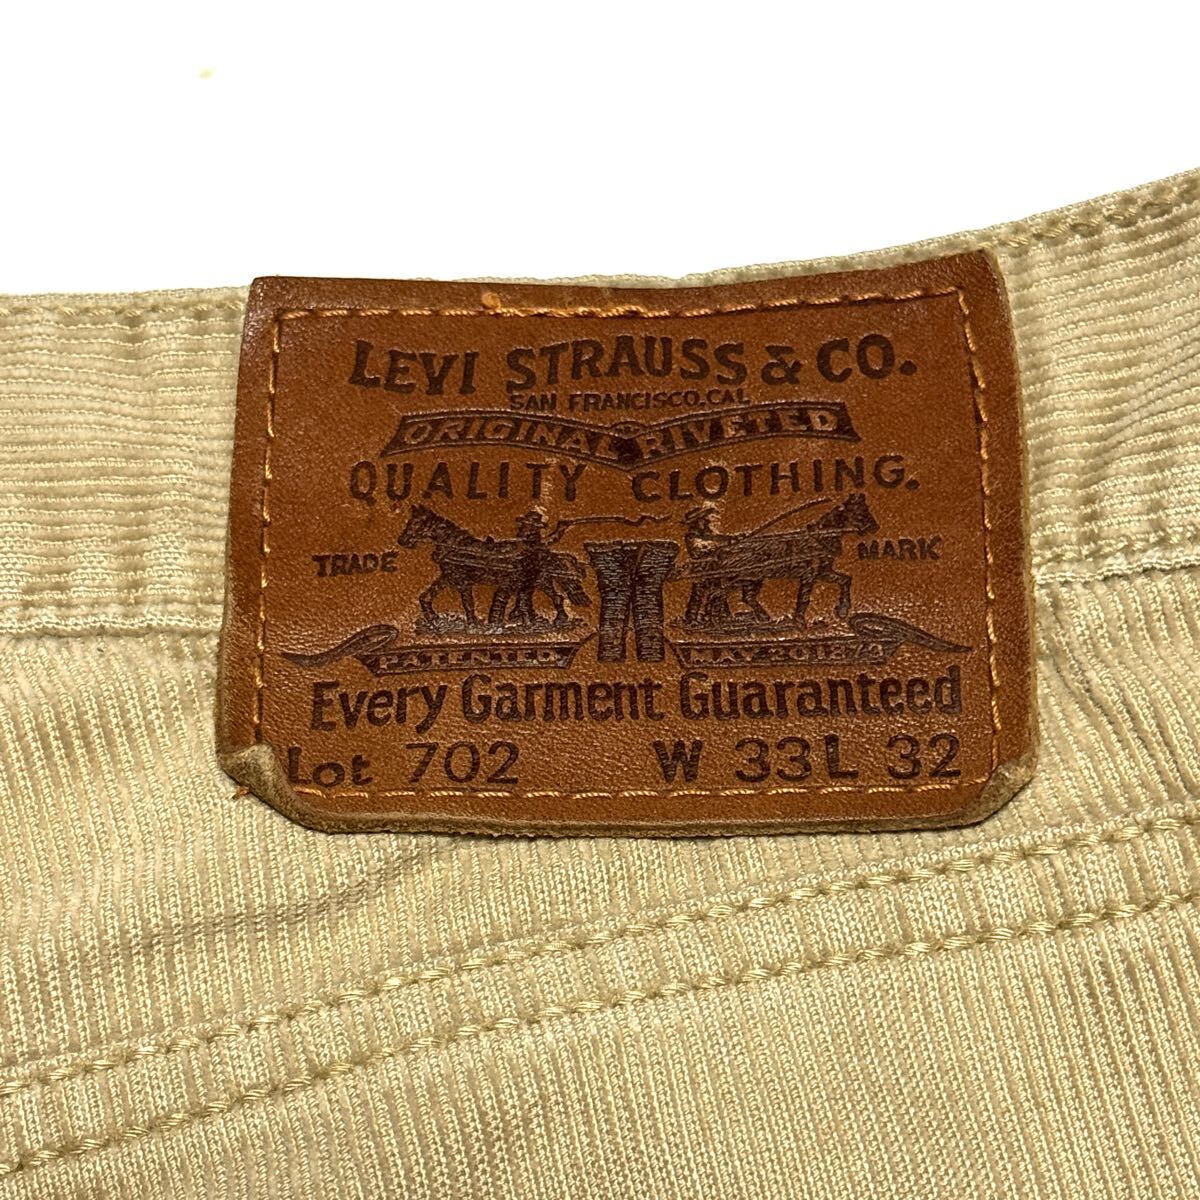 LEVI STRAUSS & CO.
SAN FRANCISCO, CAL
ORIGINAL RIVETED
QUALITY CLOTHING.
TRADE MARK
PATENTED MAY 20 1873
Every Garment Guaranteed
Lot 702 W 33 L 32